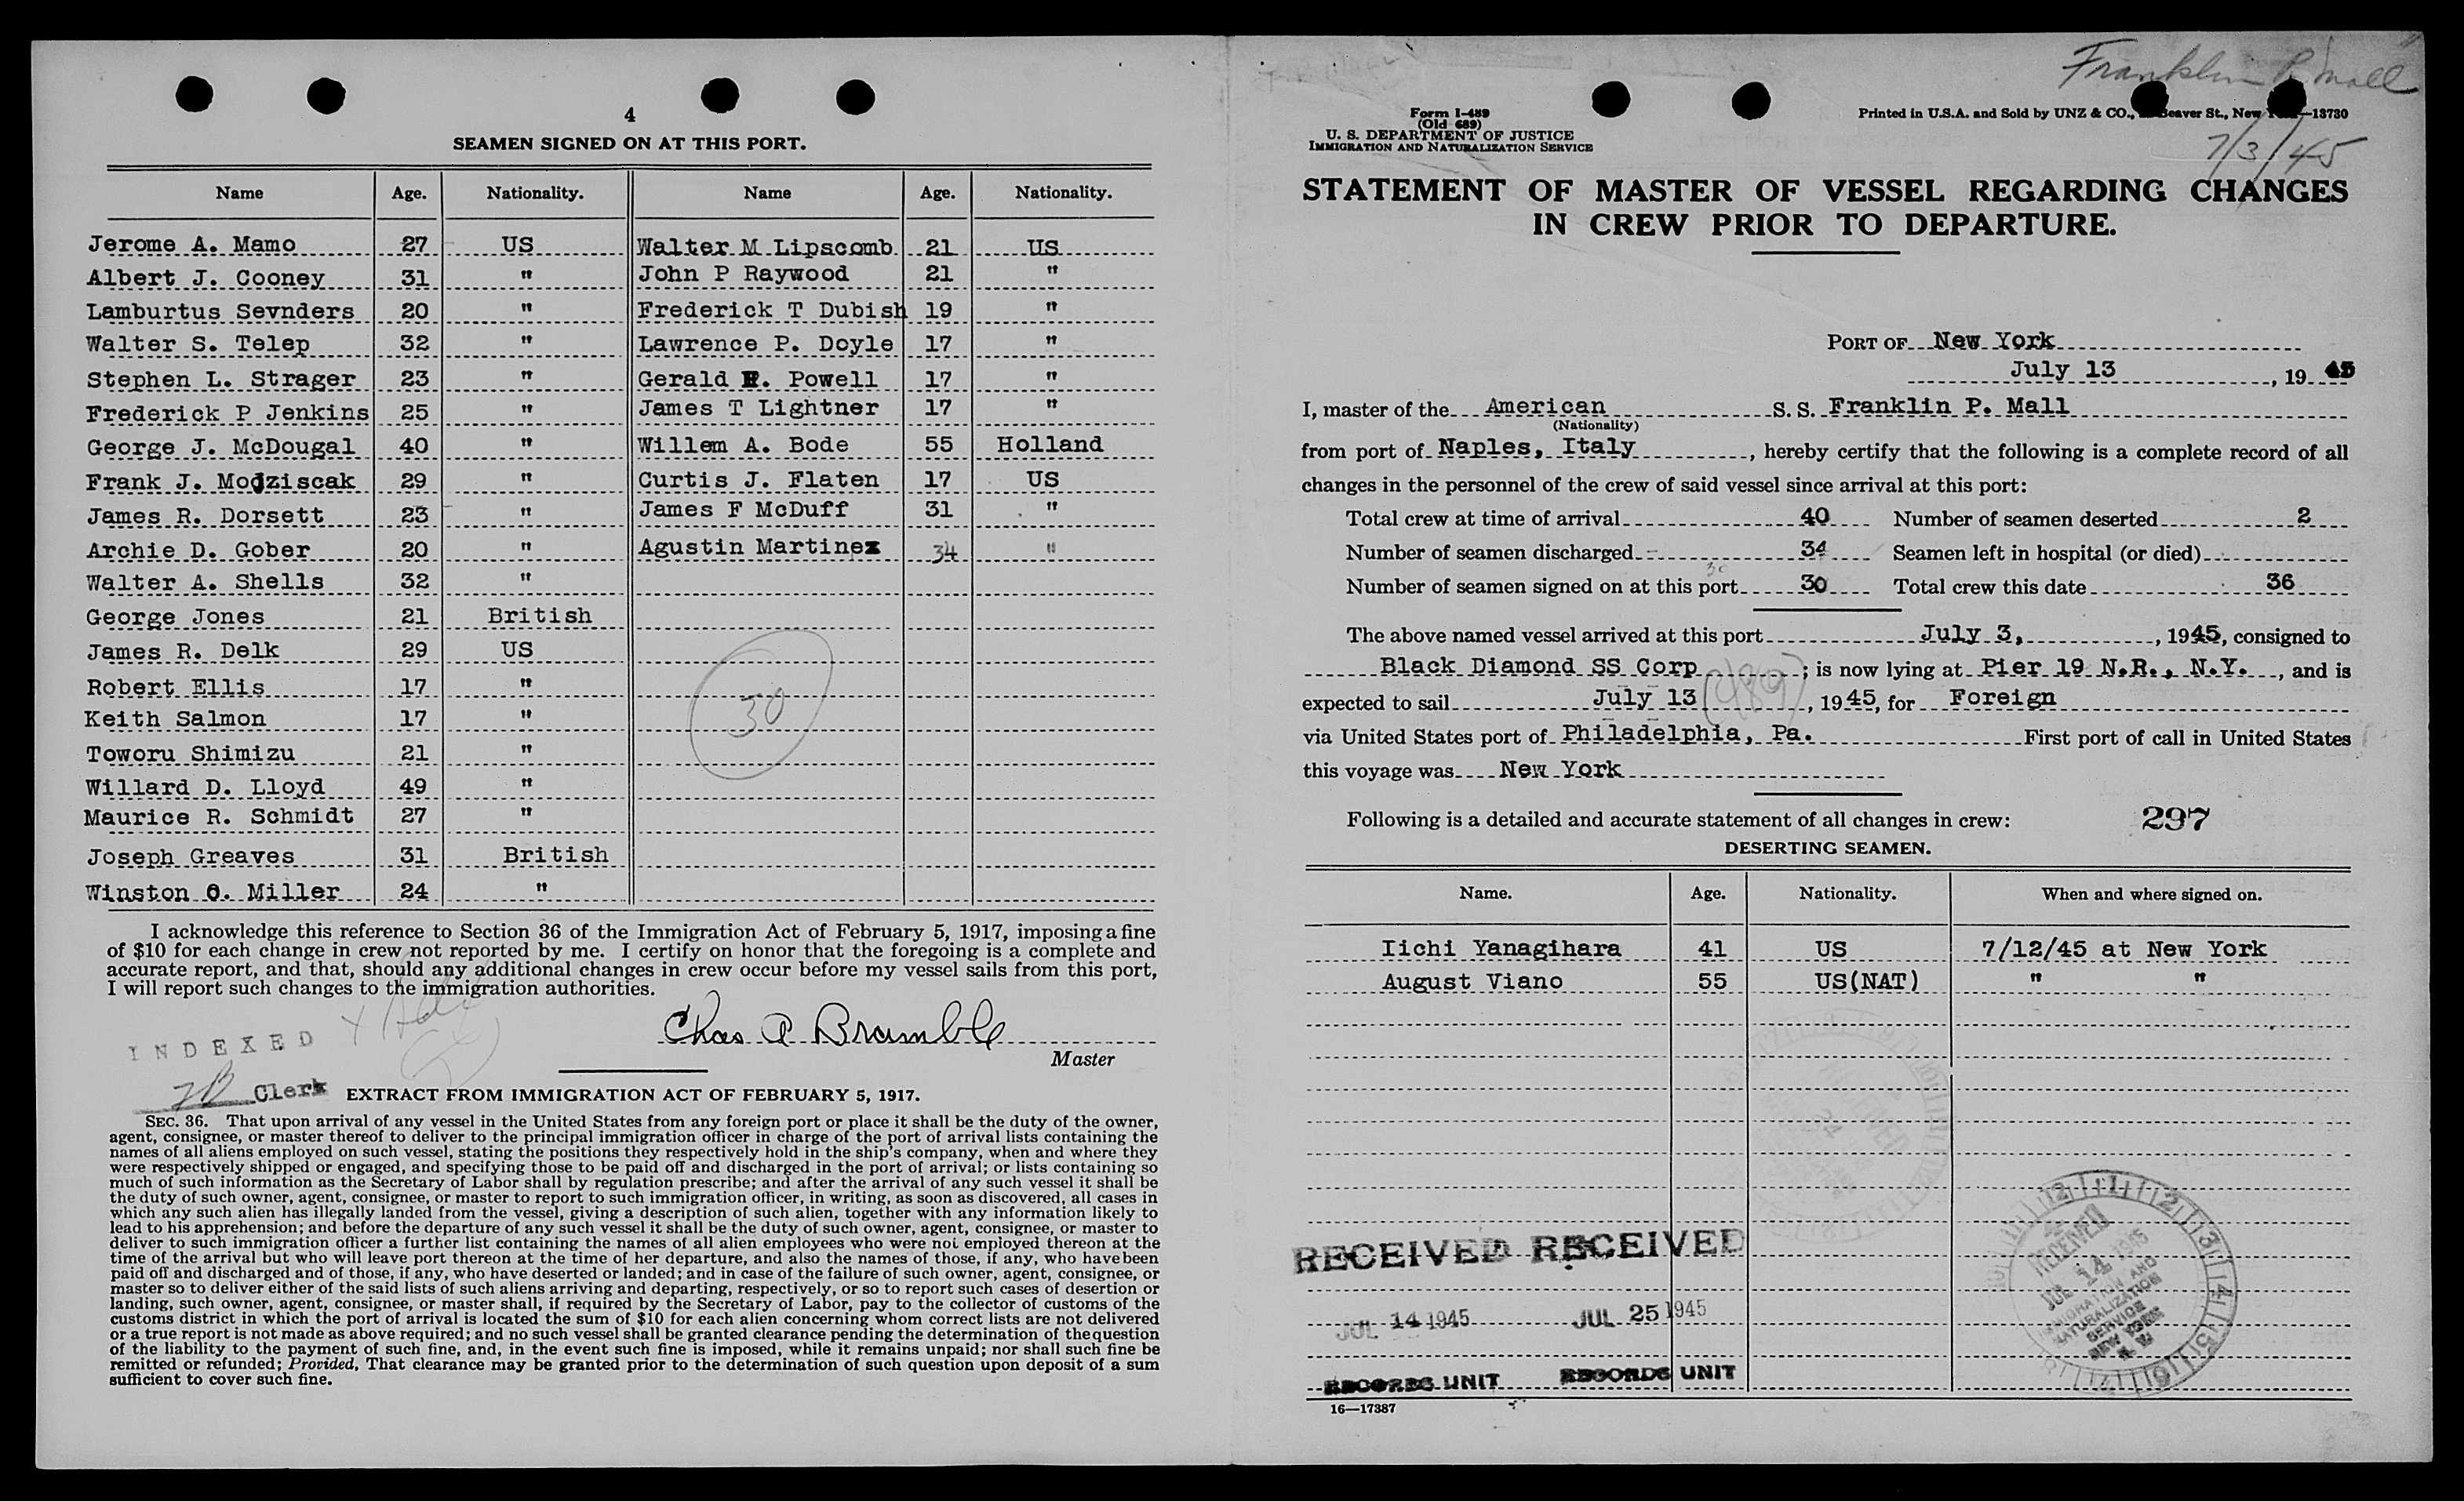 4
SEAMEN SIGNED ON AT THIS PORT.
Name Age. Nationality. Name Age. Nationality.
Jerome A. Mamo 27 US Walter M Lipscomb 21 US
Albert J. Cooney 31 " John P Raywood 21 "
Lamburtus Sevnders 20 " Frederick T Dubish 19 "
Walter S. Telep 32 " Lawrence P. Doyle 17 "
Stephen L. Strager 23 " Gerald H. Powell 17 "
Frederick P Jenkins 25 " James T Lightner 17 "
George J. McDougal 40 " Willem A. Bode 55 Holland
Frank J. Modziscak 29 " Curtis J. Flaten 17 US
James R. Dorsett 23 " James F McDuff 31 "
Archie D. Gober 20 " Agustin Martinez 34 "
Walter A. Shells 32 "
George Jones 21 British
James R. Delk 29 US
Robert Ellis 17 "
Keith Salmon 17 "
30
Toworu Shimizu 21 "
Willard D. Lloyd 49 "
Maurice R. Schmidt 27 "
Joseph Greaves 31 British
Winston O. Miller 24 "
I acknowledge this reference to Section 36 of the Immigration Act of February 5, 1917, imposing a fine
of $10 for each change in crew not reported by me. I certify on honor that the foregoing is a complete and
accurate report, and that, should any additional changes in crew occur before my vessel sails from this port,
I will report such changes to the immigration authorities.
Chas A Bramble
Master
INDEXED
Clerk
EXTRACT FROM IMMIGRATION ACT OF FEBRUARY 5, 1917.
SEC. 36. That upon arrival of any vessel in the United States from any foreign port or place it shall be the duty of the owner,
agent, consignee, or master thereof to deliver to the principal immigration officer in charge of the port of arrival lists containing the
names of all aliens employed on such vessel, stating the positions they respectively hold in the ship's company, when and where they
were respectively shipped or engaged, and specifying those to be paid off and discharged in the port of arrival; or lists containing so
much of such information as the Secretary of Labor shall by regulation prescribe; and after the arrival of any such vessel it shall be
the duty of such owner, agent, consignee, or master to report to such immigration officer, in writing, as soon as discovered, all cases in
which any such alien has illegally landed from the vessel, giving a description of such alien, together with any information likely to
lead to his apprehension; and before the departure of any such vessel it shall be the duty of such owner, agent, consignee, or master to
deliver to such immigration officer a further list containing the names of all alien employees who were not employed thereon at the
time of the arrival but who will leave port thereon at the time of her departure, and also the names of those, if any, who have been
paid off and discharged and of those, if any, who have deserted or landed; and in case of the failure of such owner, agent, consignee, or
master so to deliver either of the said lists of such aliens arriving and departing, respectively, or so to report such cases of desertion or
landing, such owner, agent, consignee, or master shall, if required by the Secretary of Labor, pay to the collector of customs of the
customs district in which the port of arrival is located the sum of $10 for each alien concerning whom correct lists are not delivered
or a true report is not made as above required; and no such vessel shall be granted clearance pending the determination of the question
of the liability to the payment of such fine, and, in the event such fine is imposed, while it remains unpaid; nor shall such fine be
remitted or refunded; Provided, That clearance may be granted prior to the determination of such question upon deposit of a sum
sufficient to cover such fine.
Franklin P. Mall
7/3/45
Form I-489
(Old 689)
U. S. DEPARTMENT OF JUSTICE
IMMIGRATION AND NATURALIZATION SERVICE
Printed in U.S.A. and Sold by UNZ & CO., Beaver St., New —13730
STATEMENT OF MASTER OF VESSEL REGARDING CHANGES
IN CREW PRIOR TO DEPARTURE.
PORT OF New York
July 13, 1945
I, master of the American S. S. Franklin P. Mall
(Nationality)
from port of Naples, Italy, hereby certify that the following is a complete record of all
changes in the personnel of the crew of said vessel since arrival at this port:
Total crew at time of arrival 40 Number of seamen deserted 2
Number of seamen discharged 34 Seamen left in hospital (or died)
30
Number of seamen signed on at this port 30 Total crew this date 36
The above named vessel arrived at this port July 3, 1945, consigned to
Black Diamond SS Corp; is now lying at Pier 19 N.R., N.Y., and is
expected to sail July 13 (489), 1945, for Foreign
via United States port of Philadelphia, Pa. First port of call in United States
this voyage was New York
Following is a detailed and accurate statement of all changes in crew: 297
DESERTING SEAMEN.
Name. Age. Nationality. When and where signed on.
Iichi Yanagihara 41 US 7/12/45 at New York
August Viano 55 US(NAT) " "
RECEIVED RECEIVED
JUL 14 1945 JUL 25 1945
RECORDS UNIT RECORDS UNIT
RECEIVED
JUL 14 1945
IMMIGRATION AND
NATURALIZATION
SERVICE
NEW YORK
N. Y.
16—17387